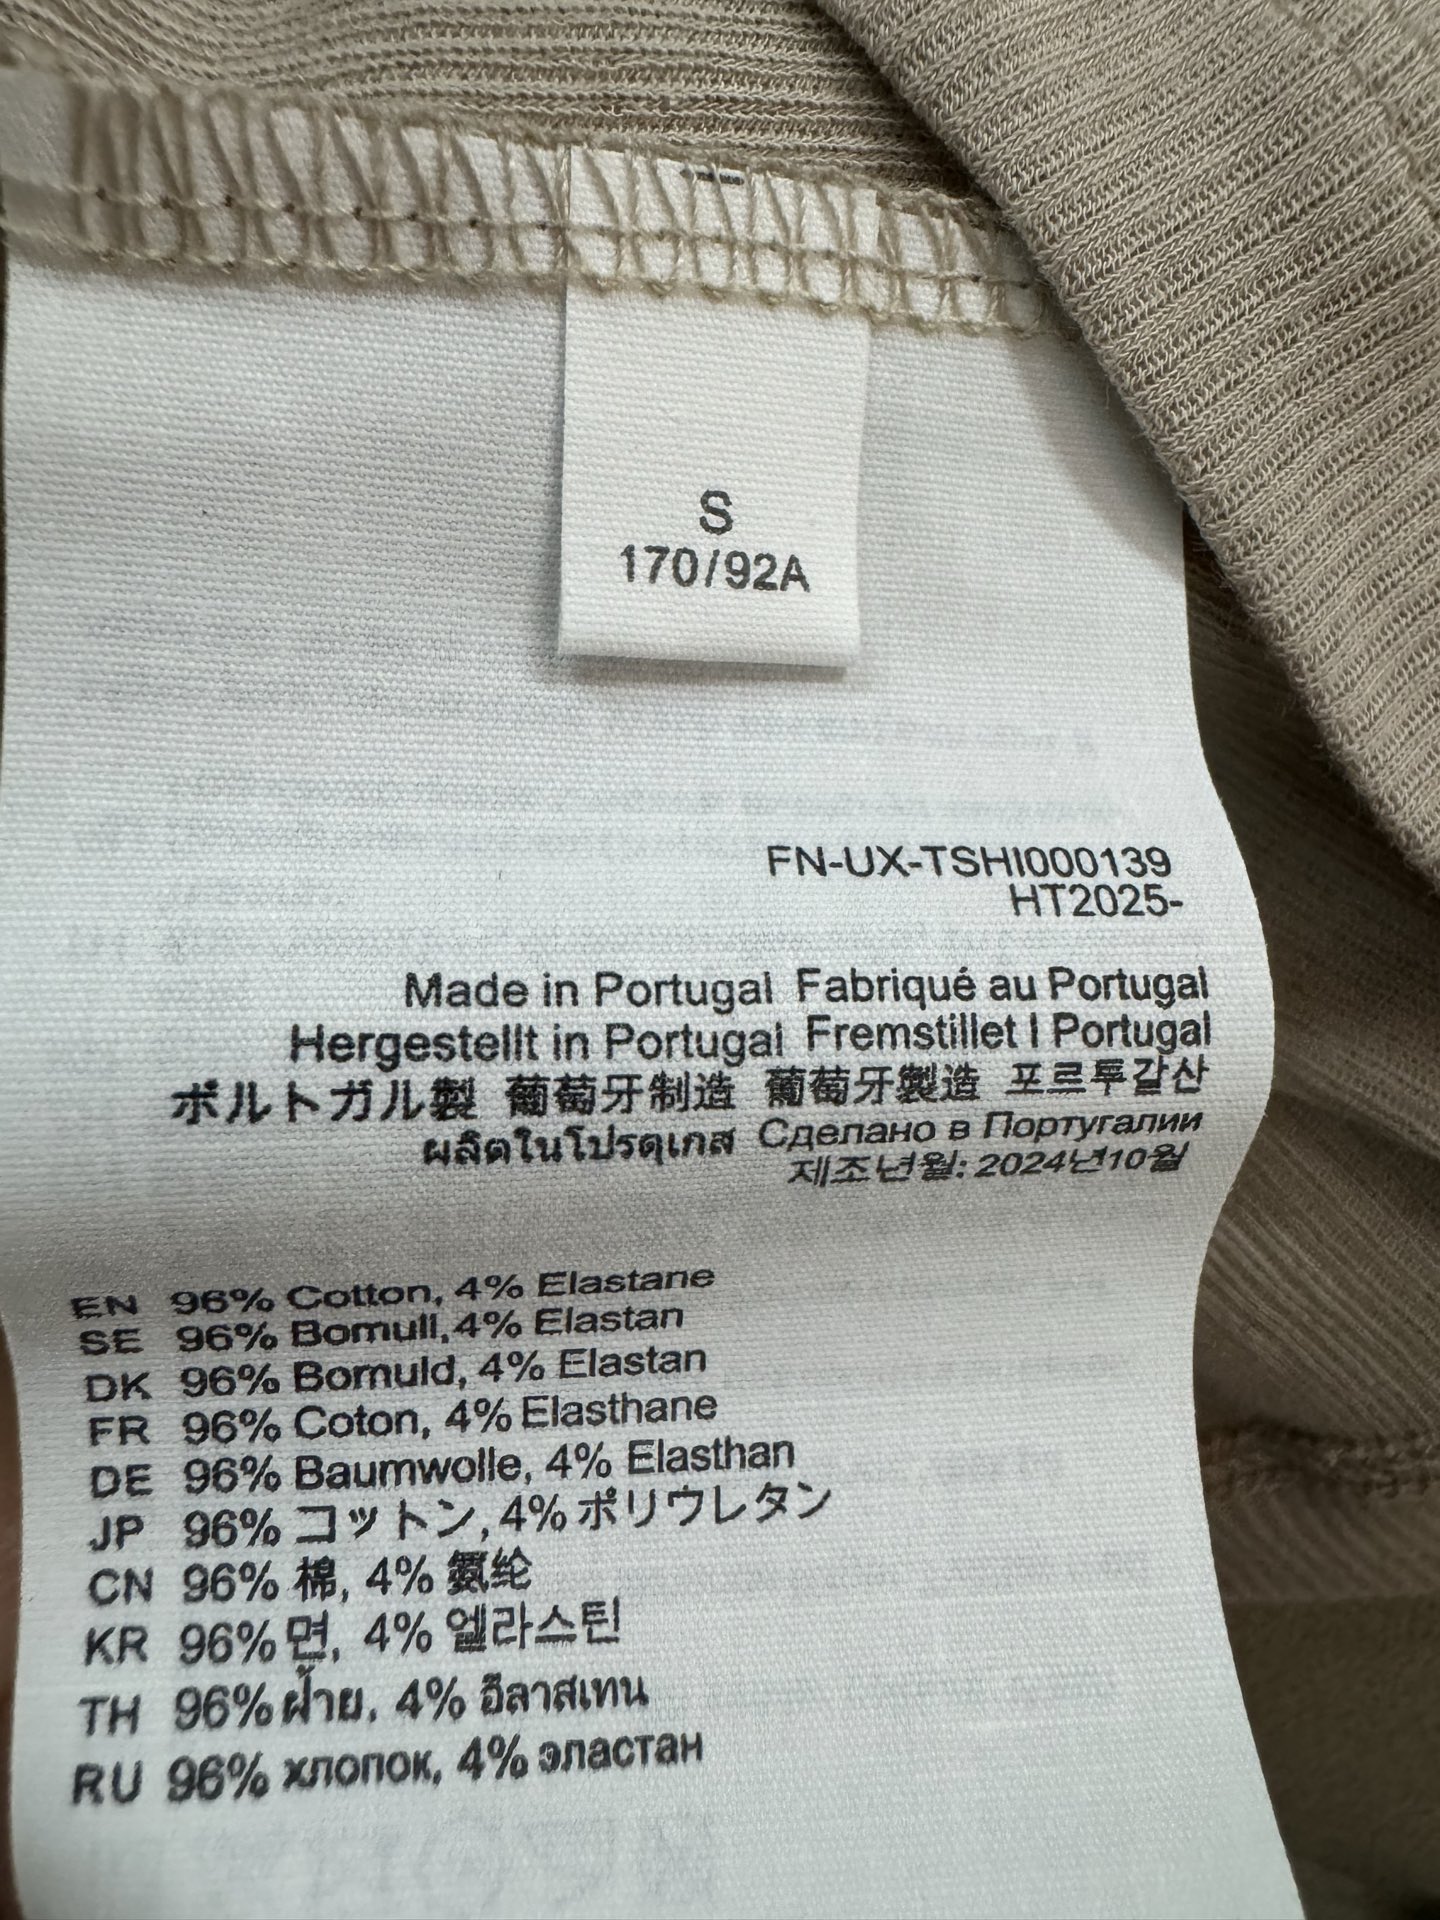 S
170/92A
FN-UX-TSHI000139
HT2025-
Made in Portugal Fabriqué au Portugal
Hergestellt in Portugal Fremstillet I Portugal
ポルトガル製 葡萄牙制造 葡萄牙製造 포르투갈산
ผลิตในโปรตุเกส Сделано в Португалии
제조년월: 2024년10월
EN 96% Cotton, 4% Elastane
SE 96% Bomull,4% Elastan
DK 96% Bomuld, 4% Elastan
FR 96% Coton, 4% Elasthane
DE 96% Baumwolle, 4% Elasthan
JP 96% コットン, 4% ポリウレタン
CN 96% 棉, 4% 氨纶
KR 96% 면, 4% 엘라스틴
TH 96% ฝ้าย, 4% อีลาสเทน
RU 96% хлопок, 4% эластан